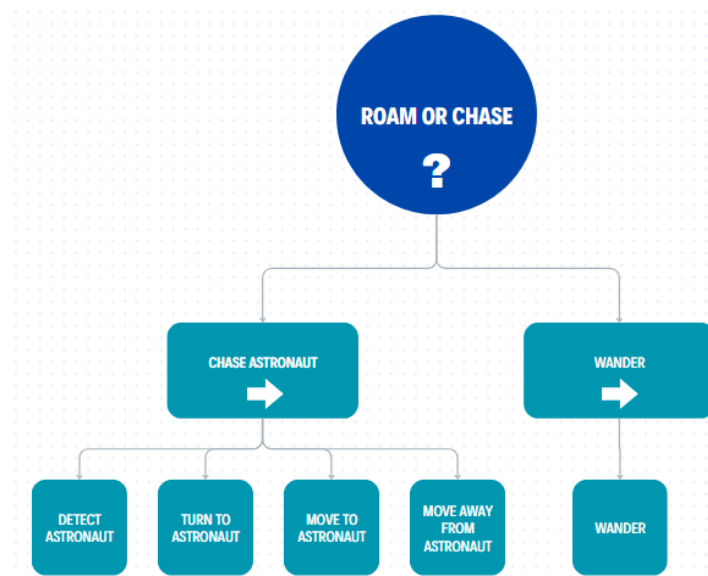 ROAM OR CHASE
?
CHASE ASTRONAUT
WANDER
DETECT
ASTRONAUT
TURN TO
ASTRONAUT
MOVE TO
ASTRONAUT
MOVE AWAY
FROM
ASTRONAUT
WANDER